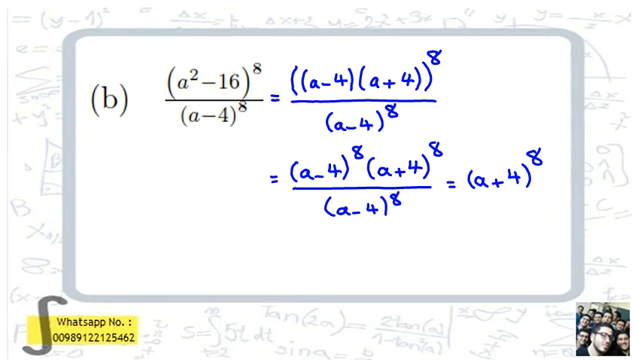 (b) (a² − 16)⁸ / (a−4)⁸ = ((a−4)(a+4))⁸ / (a−4)⁸
= (a−4)⁸ (a+4)⁸ / (a−4)⁸ = (a+4)⁸
Whatsapp No. :
00989122125462